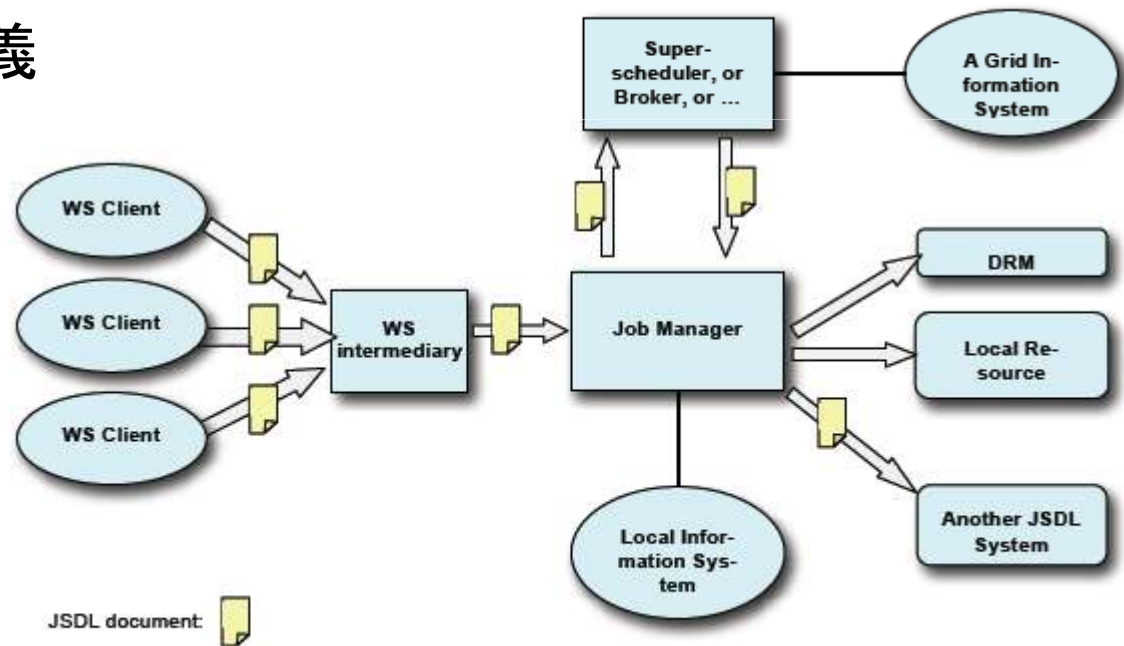 義
Super-
scheduler, or
Broker, or ...
A Grid In-
formation
System
WS Client
WS Client
WS Client
WS
intermediary
Job Manager
DRM
Local Re-
source
Another JSDL
System
Local Infor-
mation Sys-
tem
JSDL document: